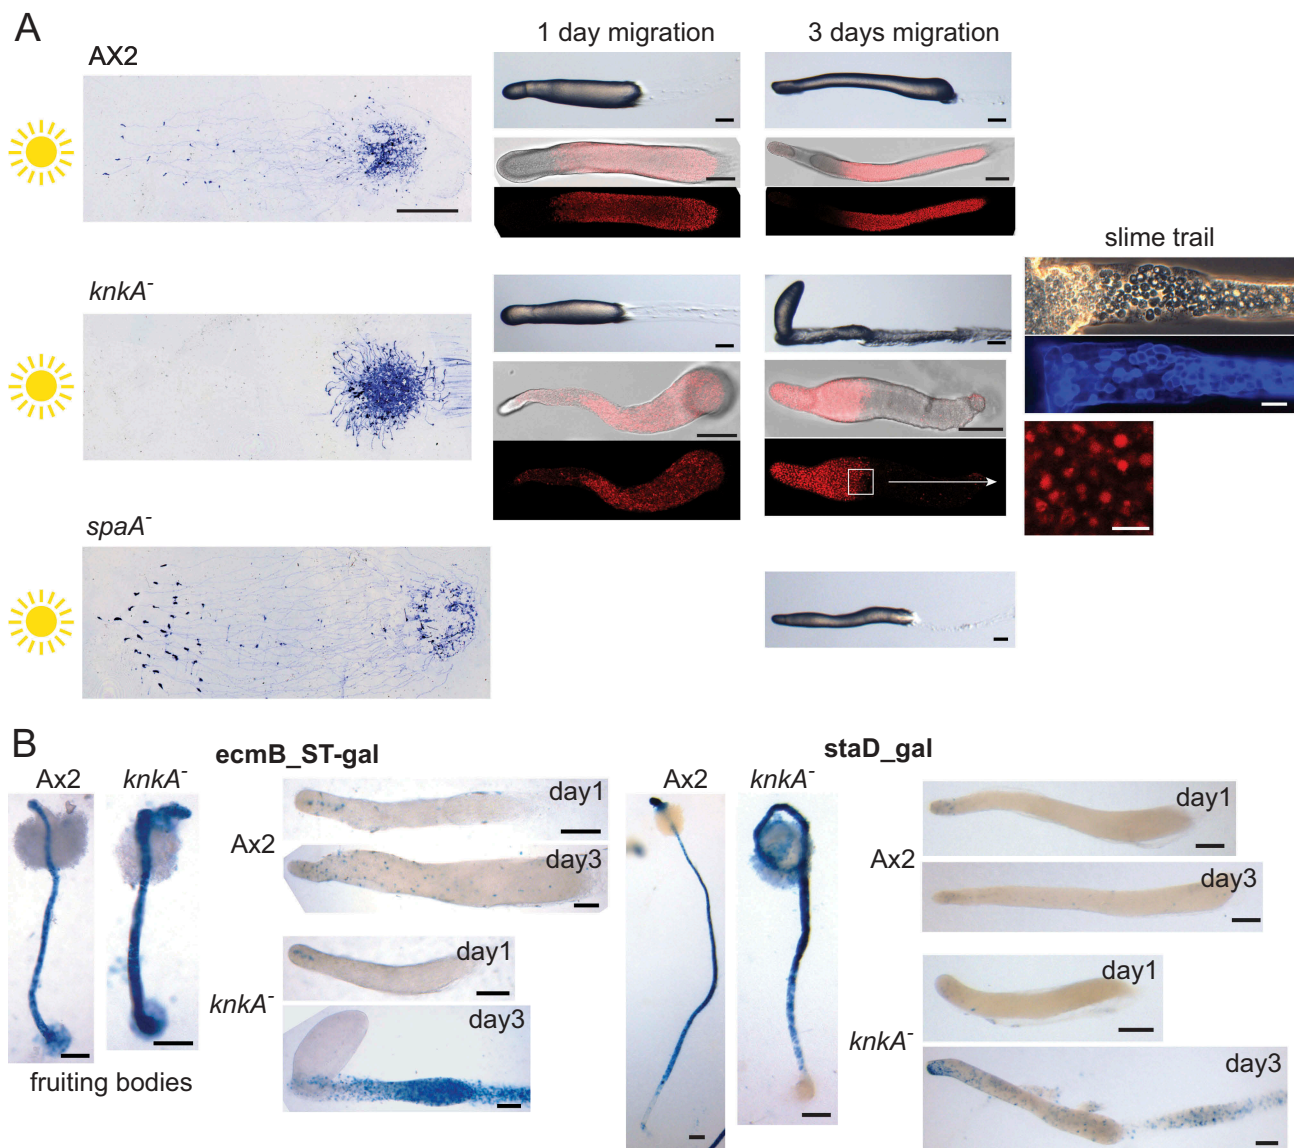 A
AX2
1 day migration
3 days migration
slime trail
knkA-
spaA-
B
ecmB_ST-gal
staD_gal
Ax2
knkA-
fruiting bodies
Ax2
day1
day3
knkA-
day1
day3
Ax2
knkA-
Ax2
day1
day3
knkA-
day1
day3